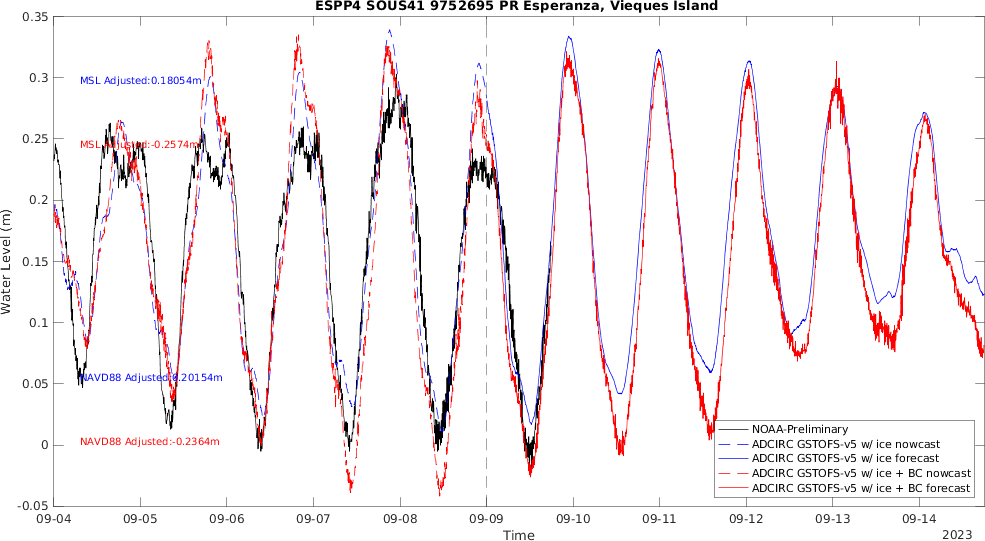 ESPP4 SOUS41 9752695 PR Esperanza, Vieques Island
0.35
0.3
0.25
0.2
0.15
0.1
0.05
0
-0.05
Water Level (m)
MSL Adjusted:0.18054m
MSL Adjusted:-0.2574m
NAVD88 Adjusted:0.20154m
NAVD88 Adjusted:-0.2364m
NOAA-Preliminary
ADCIRC GSTOFS-v5 w/ ice nowcast
ADCIRC GSTOFS-v5 w/ ice forecast
ADCIRC GSTOFS-v5 w/ ice + BC nowcast
ADCIRC GSTOFS-v5 w/ ice + BC forecast
09-04 09-05 09-06 09-07 09-08 09-09 09-10 09-11 09-12 09-13 09-14
Time
2023